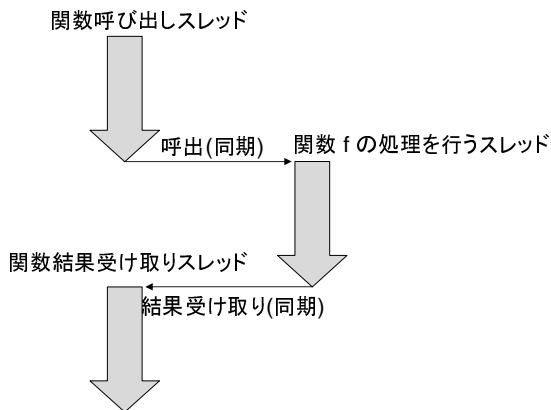 関数呼び出しスレッド
呼出(同期)
関数 f の処理を行うスレッド
関数結果受け取りスレッド
結果受け取り(同期)